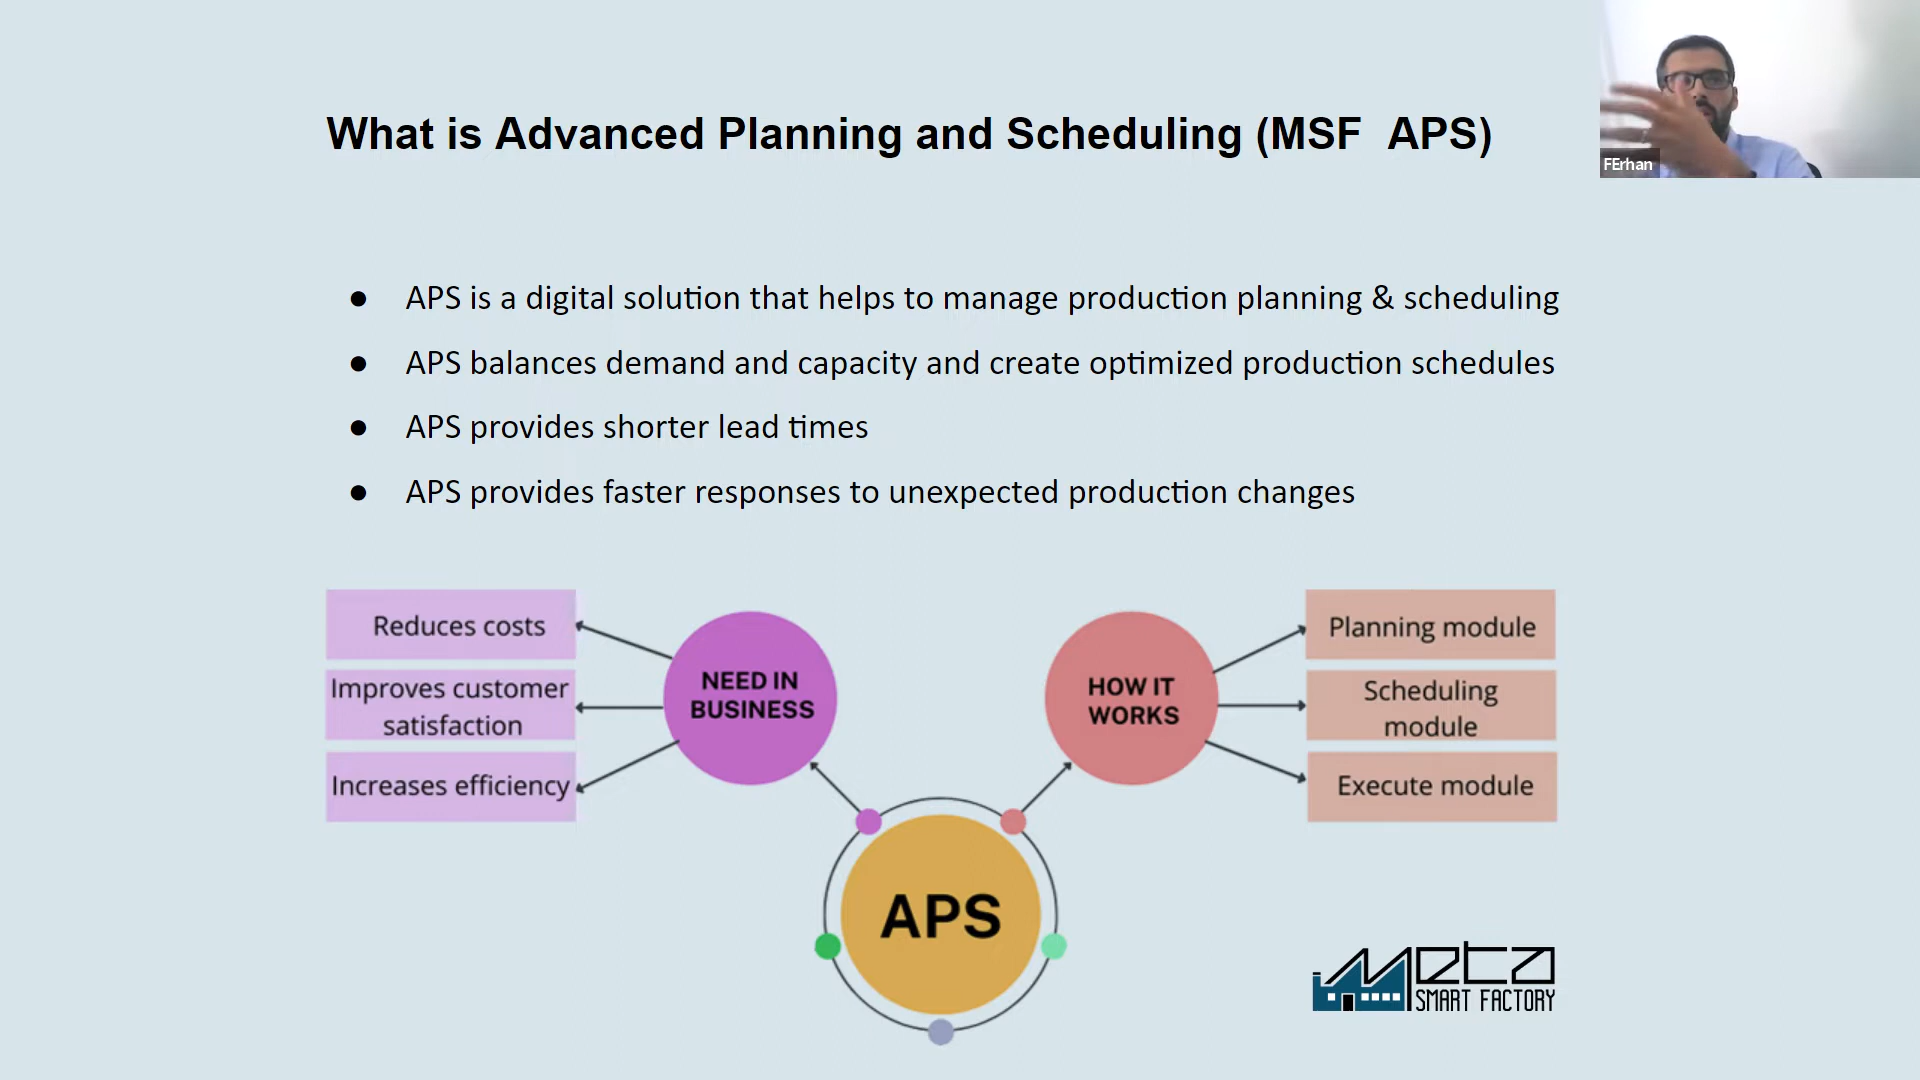 What is Advanced Planning and Scheduling (MSF  APS)
FErhan
● APS is a digital solution that helps to manage production planning & scheduling
● APS balances demand and capacity and create optimized production schedules
● APS provides shorter lead times
● APS provides faster responses to unexpected production changes
Reduces costs
Improves customer
satisfaction
Increases efficiency
NEED IN
BUSINESS
HOW IT
WORKS
Planning module
Scheduling
module
Execute module
APS
meta
SMART FACTORY